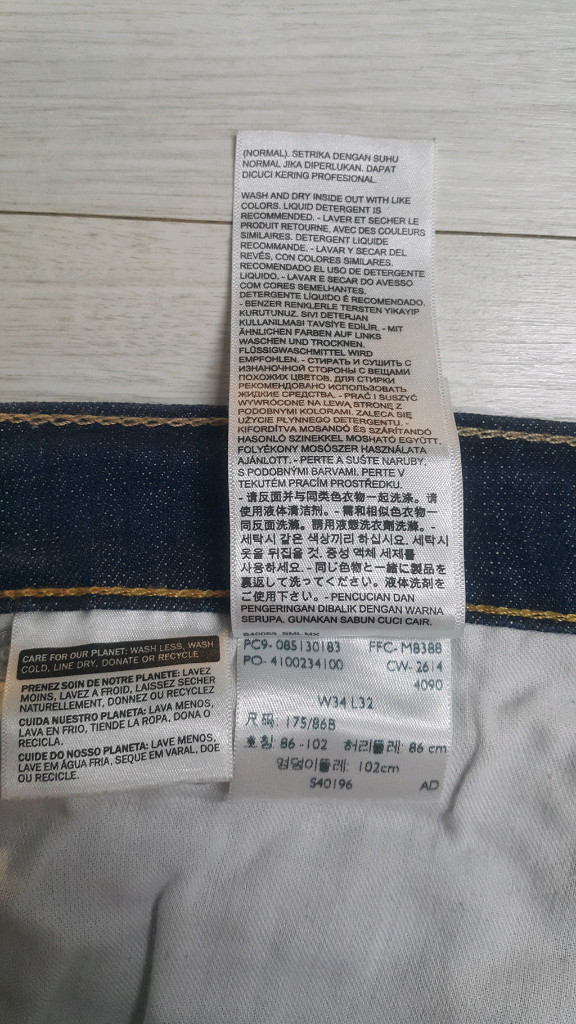 (NORMAL). SETRIKA DENGAN SUHU
NORMAL JIKA DIPERLUKAN. DAPAT
DICUCI KERING PROFESIONAL.
WASH AND DRY INSIDE OUT WITH LIKE
COLORS. LIQUID DETERGENT IS
RECOMMENDED. - LAVER ET SECHER LE
PRODUIT RETOURNE, AVEC DES COULEURS
SIMILAIRES. DETERGENT LIQUIDE
RECOMMANDE. - LAVAR Y SECAR DEL
REVÉS, CON COLORES SIMILARES.
RECOMENDADO EL USO DE DETERGENTE
LIQUIDO. - LAVAR E SECAR DO AVESSO
COM CORES SEMELHANTES.
DETERGENTE LÍQUIDO É RECOMENDADO.
- BENZER RENKLERLE TERSTEN YIKAYIP
KURUTUNUZ. SIVI DETERJAN
KULLANILMASI TAVSİYE EDİLİR. - MIT
ÄHNLICHEN FARBEN AUF LINKS
WASCHEN UND TROCKNEN.
FLÜSSIGWASCHMITTEL WIRD
EMPFOHLEN. - СТИРАТЬ И СУШИТЬ С
ИЗНАНОЧНОЙ СТОРОНЫ С ВЕЩАМИ
ПОХОЖИХ ЦВЕТОВ. ДЛЯ СТИРКИ
РЕКОМЕНДОВАНО ИСПОЛЬЗОВАТЬ
ЖИДКИЕ СРЕДСТВА. - PRAĆ I SUSZYĆ
WYWRÓCONE NA LEWĄ STRONĘ Z
PODOBNYMI KOLORAMI. ZALECA SIĘ
UŻYCIE PŁYNNEGO DETERGENTU. -
KIFORDÍTVA MOSANDÓ ÉS SZÁRÍTANDÓ
HASONLÓ SZINEKKEL MOSHATÓ EGYÜTT.
FOLYÉKONY MOSÓSZER HASZNÁLATA
AJÁNLOTT. - PERTE A SUŠTE NARUBY,
S PODOBNÝMI BARVAMI. PERTE V
TEKUTÉM PRACÍM PROSTŘEDKU.
- 请反面并与同类色衣物一起洗涤。请
使用液体清洁剂。 - 需和相似色衣物一
同反面洗滌。請用液態洗衣劑洗滌。 -
세탁시 같은 색상끼리 하십시오. 세탁시
옷을 뒤집을 것. 중성 액체 세제를
사용하세요. - 同じ色衣物と一緒に製品を
裏返して洗ってください。液体洗剤を
ご使用下さい。 - PENCUCIAN DAN
PENGERINGAN DIBALIK DENGAN WARNA
SERUPA. GUNAKAN SABUN CUCI CAIR.
CARE FOR OUR PLANET: WASH LESS, WASH
COLD, LINE DRY, DONATE OR RECYCLE
PRENEZ SOIN DE NOTRE PLANETE: LAVEZ
MOINS, LAVEZ A FROID, LAISSEZ SECHER
NATURELLEMENT, DONNEZ OU RECYCLEZ
CUIDA NUESTRO PLANETA: LAVA MENOS,
LAVA EN FRIO, TIENDE LA ROPA, DONA O
RECICLA.
CUIDE DO NOSSO PLANETA: LAVE MENOS,
LAVE EM ÁGUA FRIA, SEQUE EM VARAL, DOE
OU RECICLE.
PC9- 085130183 FFC- M8388
PO- 4100234100 CW- 2614
4090
W34 L32
尺码: 175/86B
호칭: 86 -102 허리둘레: 86 cm
엉덩이둘레: 102cm
S40196 AD